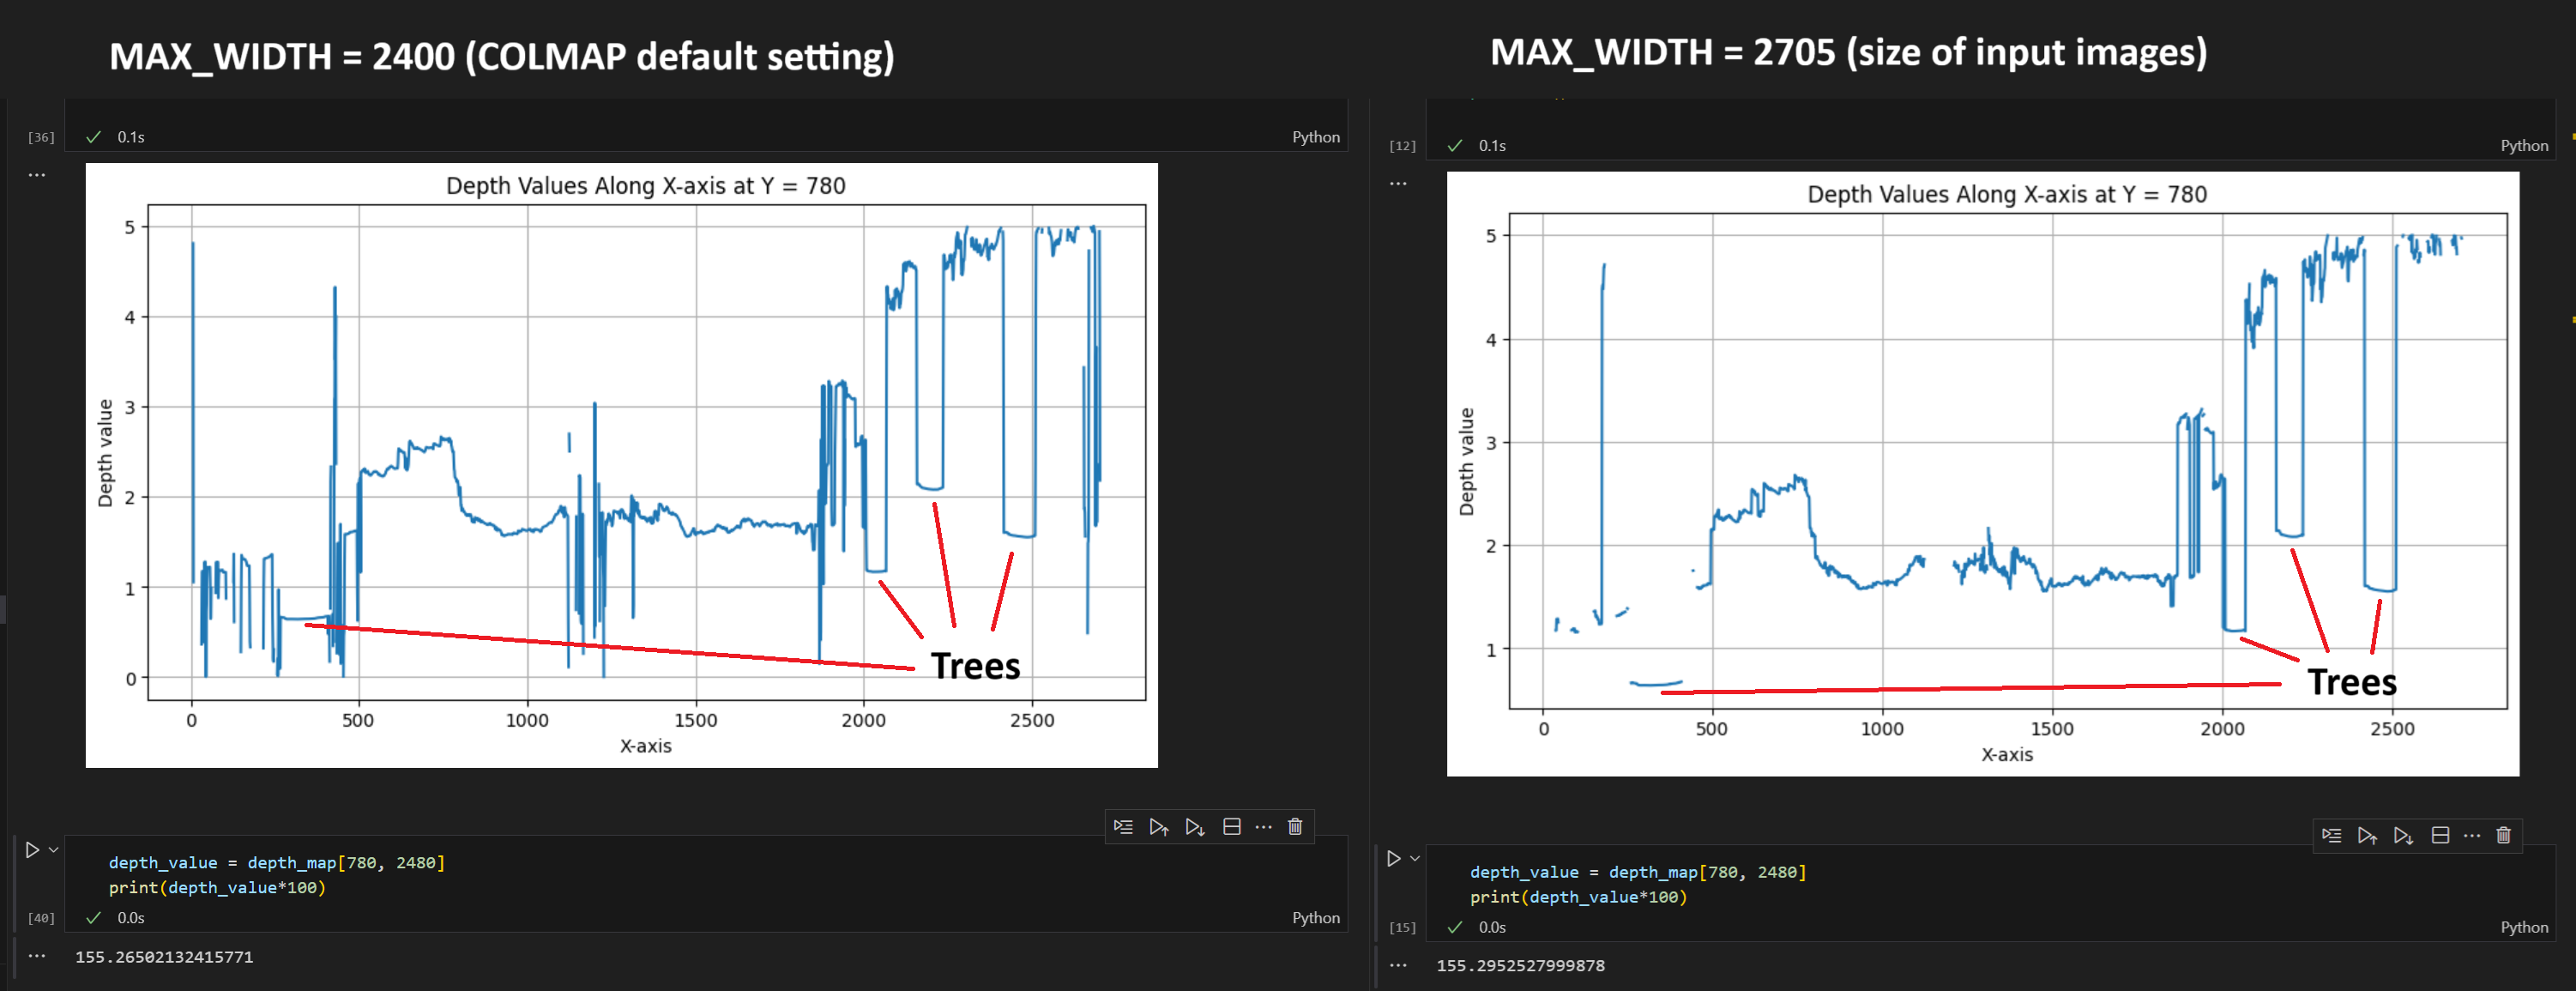 MAX_WIDTH = 2400 (COLMAP default setting)
[36]
0.1s
Python
...
Depth Values Along X-axis at Y = 780
Depth value
5
4
3
2
1
0
0 500 1000 1500 2000 2500
X-axis
Trees
depth_value = depth_map[780, 2480]
print(depth_value*100)
[40]
0.0s
Python
...
155.26502132415771
MAX_WIDTH = 2705 (size of input images)
[12]
0.1s
Python
...
Depth Values Along X-axis at Y = 780
Depth value
5
4
3
2
1
0 500 1000 1500 2000 2500
X-axis
Trees
depth_value = depth_map[780, 2480]
print(depth_value*100)
[15]
0.0s
Python
...
155.2952527999878